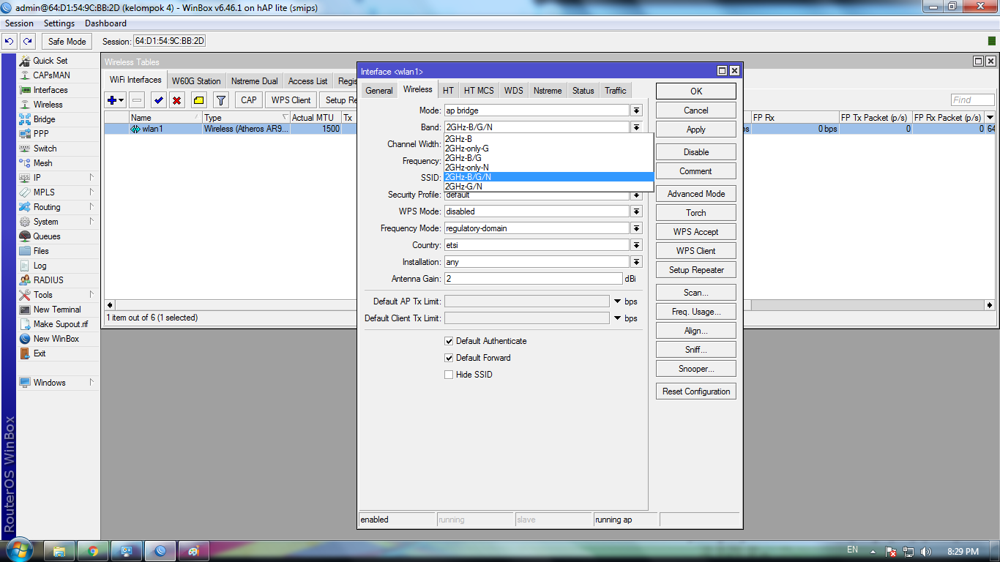 admin@64:D1:54:9C:BB:2D (kelompok 4) - WinBox v6.46.1 on hAP lite (smips)
Session Settings Dashboard
Safe Mode Session: 64:D1:54:9C:BB:2D
Quick Set
CAPsMAN
Interfaces
Wireless
Bridge
PPP
Switch
Mesh
IP
MPLS
Routing
System
Queues
Files
Log
RADIUS
Tools
New Terminal
Make Supout.rif
New WinBox
Exit
Windows
RouterOS WinBox
Wireless Tables
WiFi Interfaces W60G Station Nstreme Dual Access List Regis
CAP WPS Client Setup Re
Find
Name Type Actual MTU Tx FP Rx FP Tx Packet (p/s) FP Rx Packet (p/s)
wlan1 Wireless (Atheros AR9... 1500 ps 0 bps 0 0 64
1 item out of 6 (1 selected)
Interface <wlan1>
General Wireless HT HT MCS WDS Nstreme Status Traffic
Mode: ap bridge
Band: 2GHz-B/G/N
2GHz-B
2GHz-only-G
2GHz-B/G
2GHz-only-N
2GHz-B/G/N
2GHz-G/N
Channel Width:
Frequency:
SSID:
Security Profile: default
WPS Mode: disabled
Frequency Mode: regulatory-domain
Country: etsi
Installation: any
Antenna Gain: 2 dBi
Default AP Tx Limit: bps
Default Client Tx Limit: bps
Default Authenticate
Default Forward
Hide SSID
OK
Cancel
Apply
Disable
Comment
Advanced Mode
Torch
WPS Accept
WPS Client
Setup Repeater
Scan...
Freq. Usage...
Align...
Sniff...
Snooper...
Reset Configuration
enabled running slave running ap
EN 8:29 PM